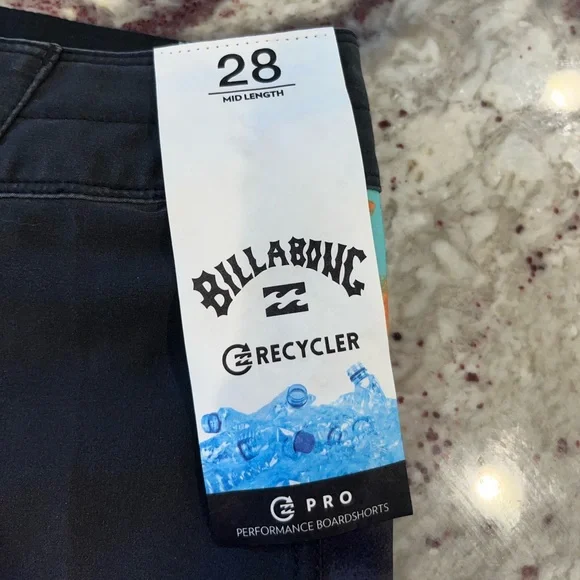 28
MID LENGTH
BILLABONG
RECYCLER
PRO
PERFORMANCE BOARDSHORTS